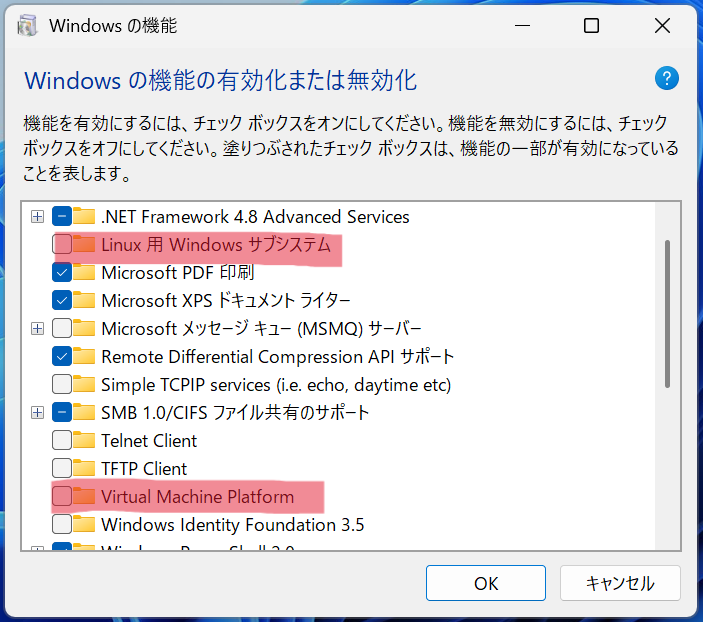 Windows の機能
Windows の機能の有効化または無効化
?
機能を有効にするには、チェック ボックスをオンにしてください。機能を無効にするには、チェック
ボックスをオフにしてください。塗りつぶされたチェック ボックスは、機能の一部が有効になっている
ことを表します。
.NET Framework 4.8 Advanced Services
Linux 用 Windows サブシステム
Microsoft PDF 印刷
Microsoft XPS ドキュメント ライター
Microsoft メッセージ キュー (MSMQ) サーバー
Remote Differential Compression API サポート
Simple TCPIP services (i.e. echo, daytime etc)
SMB 1.0/CIFS ファイル共有のサポート
Telnet Client
TFTP Client
Virtual Machine Platform
Windows Identity Foundation 3.5
Windows PowerShell 2.0
OK
キャンセル